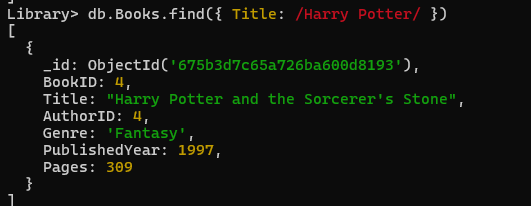 Library> db.Books.find({ Title: /Harry Potter/ })
[
  {
    _id: ObjectId('675b3d7c65a726ba600d8193'),
    BookID: 4,
    Title: "Harry Potter and the Sorcerer's Stone",
    AuthorID: 4,
    Genre: 'Fantasy',
    PublishedYear: 1997,
    Pages: 309
  }
]